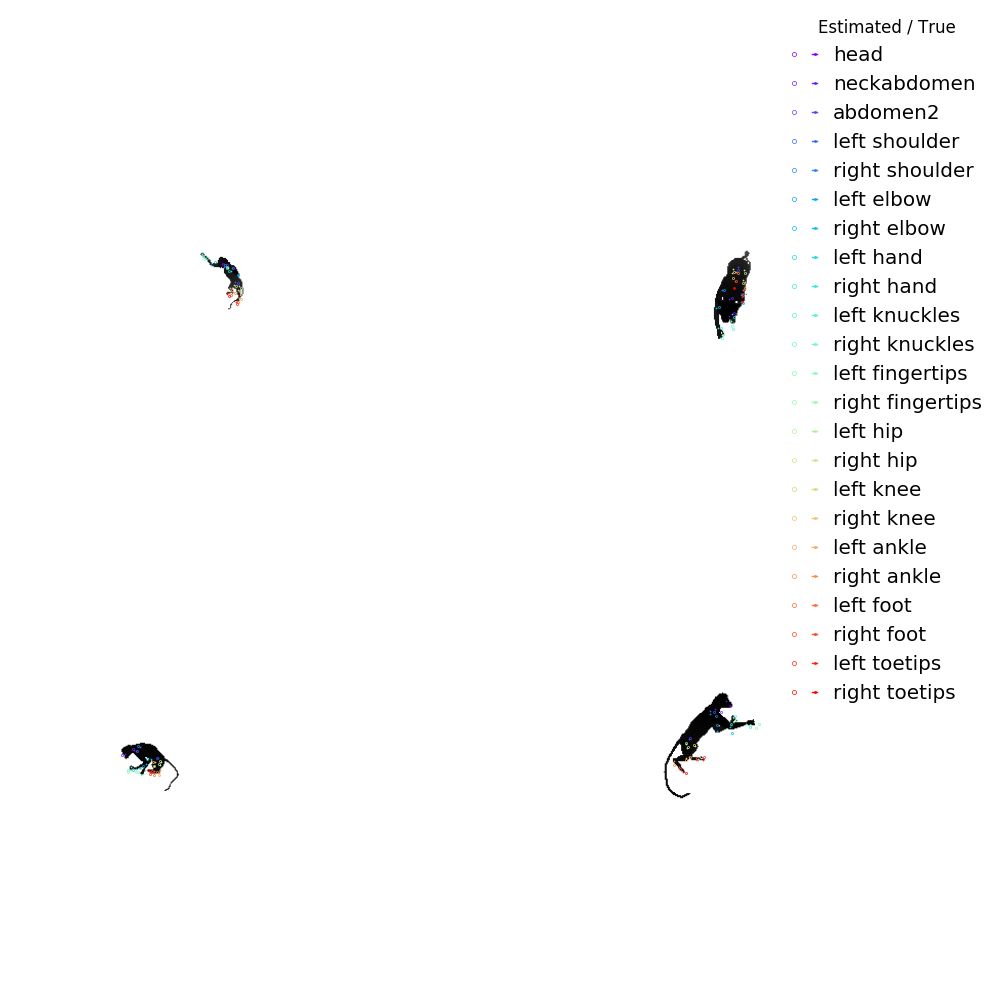 Estimated / True
head
neckabdomen
abdomen2
left shoulder
right shoulder
left elbow
right elbow
left hand
right hand
left knuckles
right knuckles
left fingertips
right fingertips
left hip
right hip
left knee
right knee
left ankle
right ankle
left foot
right foot
left toetips
right toetips